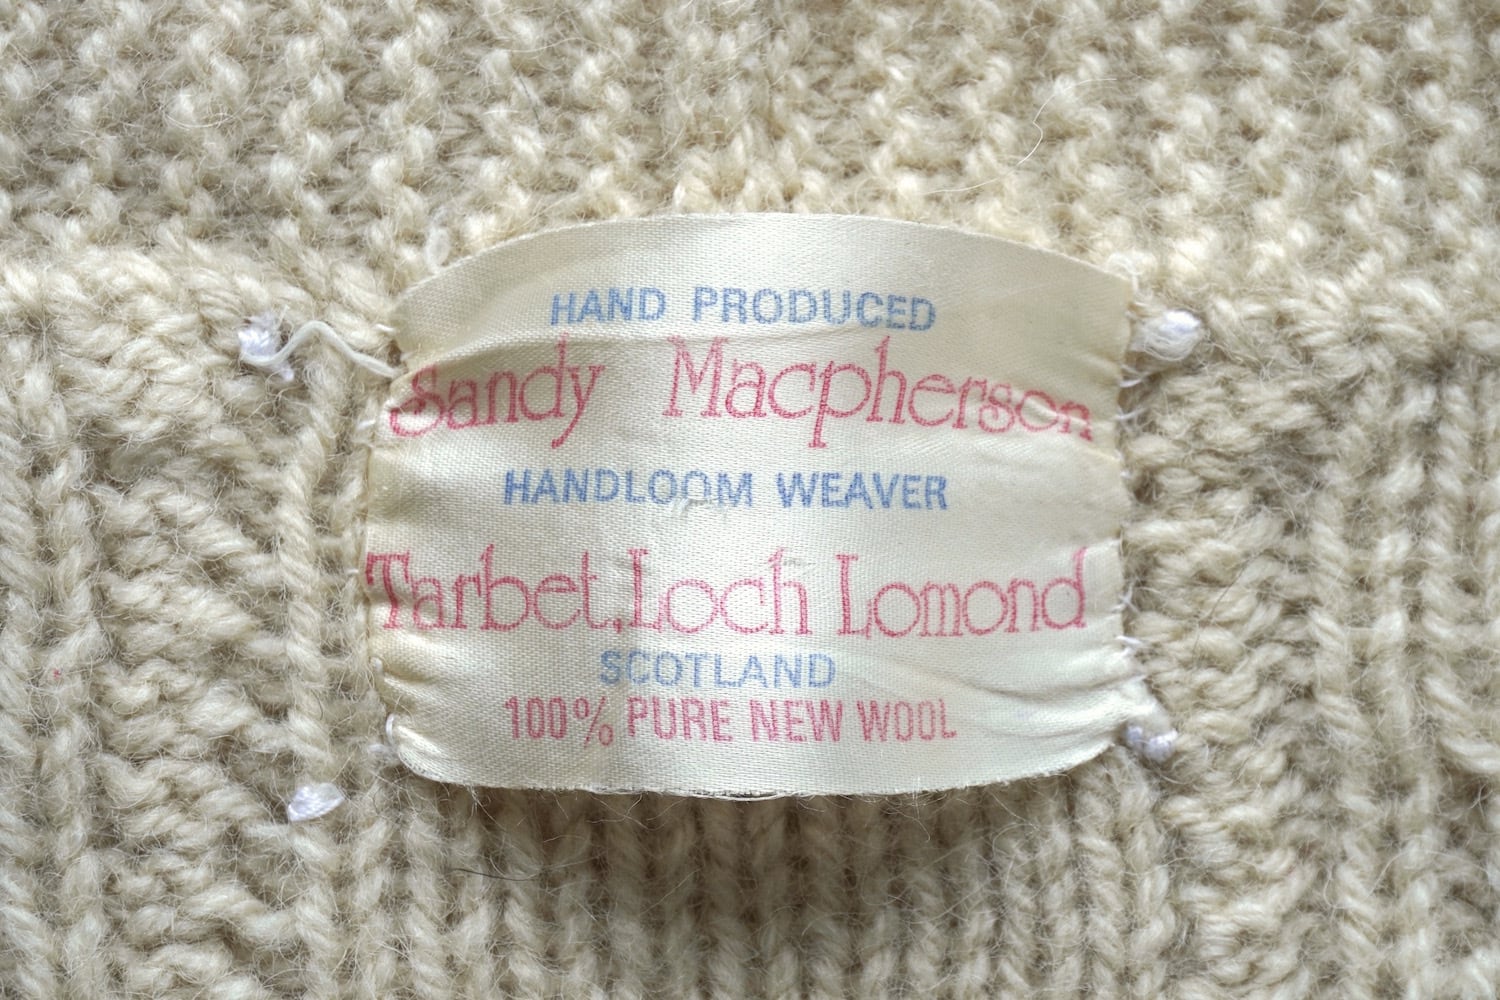 HAND PRODUCED
Sandy Macpherson
HANDLOOM WEAVER
Tarbet, Loch Lomond
SCOTLAND
100% PURE NEW WOOL